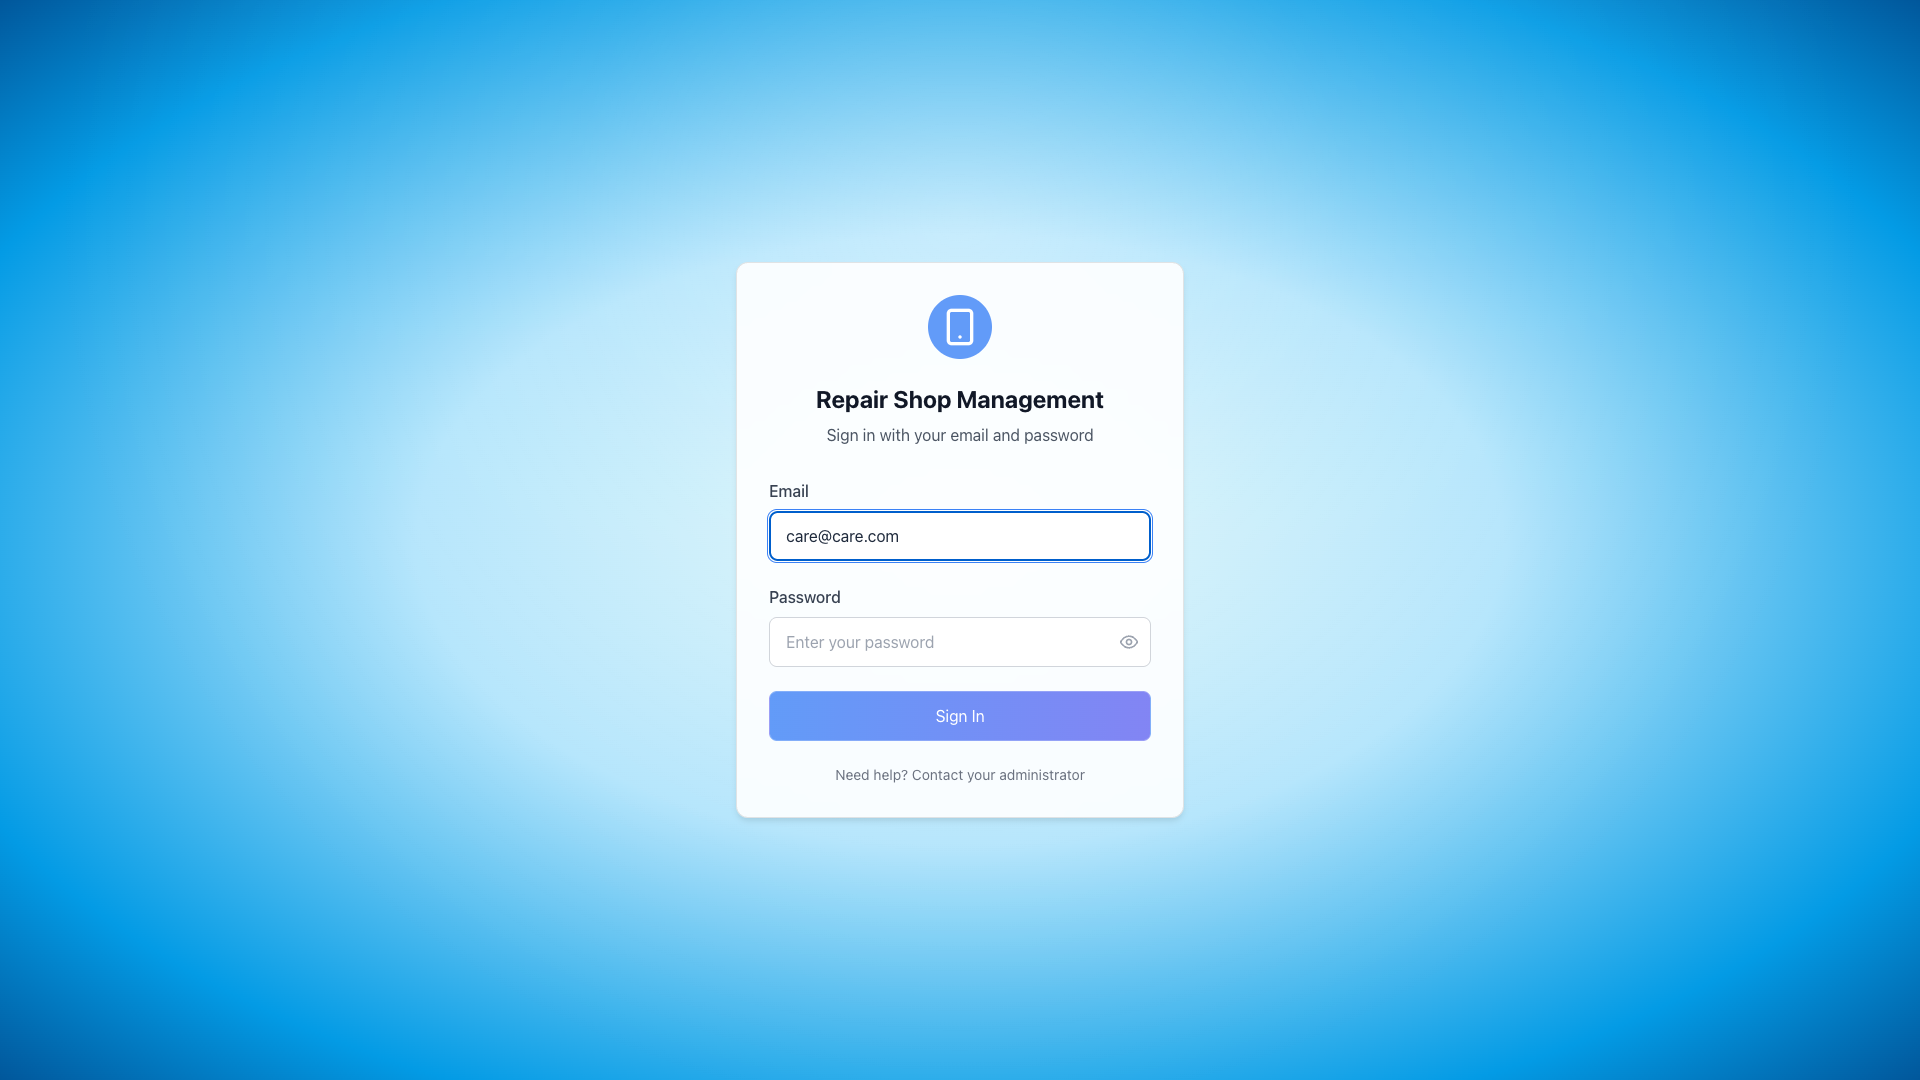 Repair Shop Management
Sign in with your email and password
Email
care@care.com
Password
Enter your password
Sign In
Need help? Contact your administrator